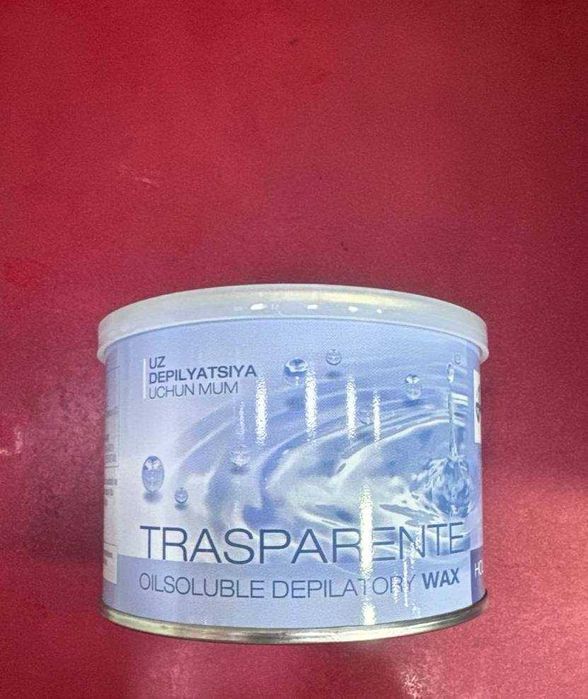 UZ
DEPILYATSIYA
UCHUN MUM
TRASPARENTE
OILSOLUBLE DEPILATORY WAX